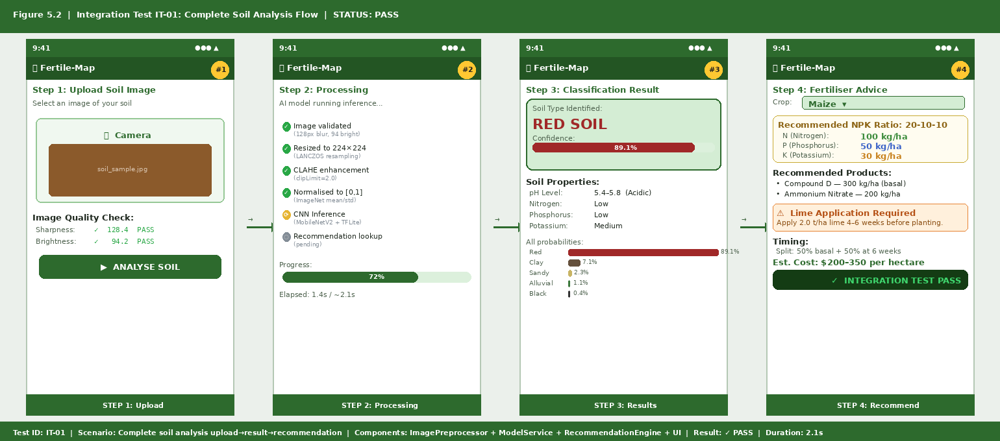 Figure 5.2 | Integration Test IT-01: Complete Soil Analysis Flow | STATUS: PASS
9:41
Fertile-Map
#1
Step 1: Upload Soil Image
Select an image of your soil
Camera
soil_sample.jpg
Image Quality Check:
Sharpness: ✓ 128.4 PASS
Brightness: ✓ 94.2 PASS
▶ ANALYSE SOIL
STEP 1: Upload
→
9:41
Fertile-Map
#2
Step 2: Processing
AI model running inference...
✓ Image validated
(128px blur, 94 bright)
✓ Resized to 224×224
(LANCZOS resampling)
✓ CLAHE enhancement
(clipLimit=2.0)
✓ Normalised to [0,1]
(ImageNet mean/std)
⟳ CNN Inference
(MobileNetV2 + TFLite)
Recommendation lookup
(pending)
Progress:
72%
Elapsed: 1.4s / ~2.1s
STEP 2: Processing
→
9:41
Fertile-Map
#3
Step 3: Classification Result
Soil Type Identified:
RED SOIL
Confidence:
89.1%
Soil Properties:
pH Level: 5.4–5.8 (Acidic)
Nitrogen: Low
Phosphorus: Low
Potassium: Medium
All probabilities:
Red 89.1%
Clay 7.1%
Sandy 2.3%
Alluvial 1.1%
Black 0.4%
STEP 3: Results
→
9:41
Fertile-Map
#4
Step 4: Fertiliser Advice
Crop: Maize ▾
Recommended NPK Ratio: 20-10-10
N (Nitrogen): 100 kg/ha
P (Phosphorus): 50 kg/ha
K (Potassium): 30 kg/ha
Recommended Products:
• Compound D — 300 kg/ha (basal)
• Ammonium Nitrate — 200 kg/ha
⚠ Lime Application Required
Apply 2.0 t/ha lime 4–6 weeks before planting.
Timing:
Split: 50% basal + 50% at 6 weeks
Est. Cost: $200–350 per hectare
✓ INTEGRATION TEST PASS
STEP 4: Recommend
Test ID: IT-01 | Scenario: Complete soil analysis upload→result→recommendation | Components: ImagePreprocessor + ModelService + RecommendationEngine + UI | Result: ✓ PASS | Duration: 2.1s